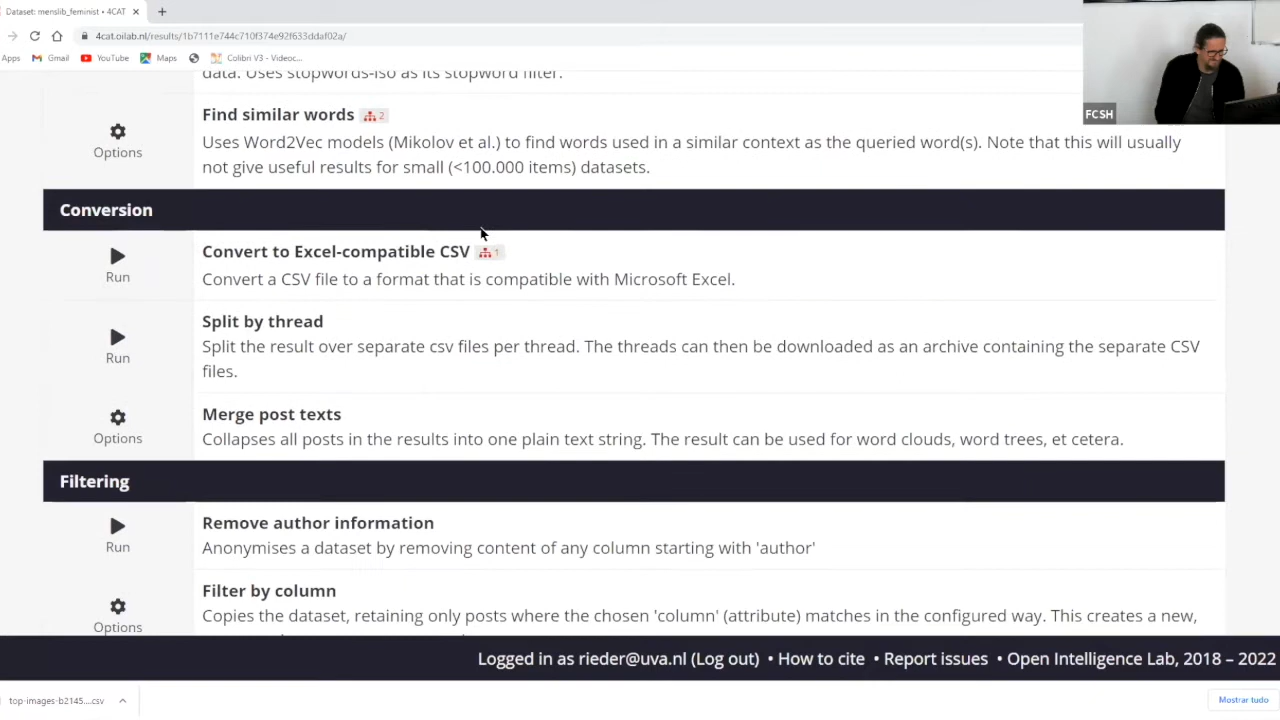 Dataset: menslib_feminist • 4CAT
4cat.oilab.nl/results/1b7111e744c710f374e92f633ddaf02a/
Apps Gmail YouTube Maps Colibri V3 - Videoc...
data. Uses stopwords-iso as its stopword filter.
Find similar words 2
Options
Uses Word2Vec models (Mikolov et al.) to find words used in a similar context as the queried word(s). Note that this will usually
not give useful results for small (<100.000 items) datasets.
FCSH
Conversion
Convert to Excel-compatible CSV 1
Run
Convert a CSV file to a format that is compatible with Microsoft Excel.
Split by thread
Run
Split the result over separate csv files per thread. The threads can then be downloaded as an archive containing the separate CSV
files.
Merge post texts
Options
Collapses all posts in the results into one plain text string. The result can be used for word clouds, word trees, et cetera.
Filtering
Remove author information
Run
Anonymises a dataset by removing content of any column starting with 'author'
Filter by column
Options
Copies the dataset, retaining only posts where the chosen 'column' (attribute) matches in the configured way. This creates a new,
Logged in as rieder@uva.nl (Log out) • How to cite • Report issues • Open Intelligence Lab, 2018 – 2022
top-images-b2145....csv
Mostrar tudo